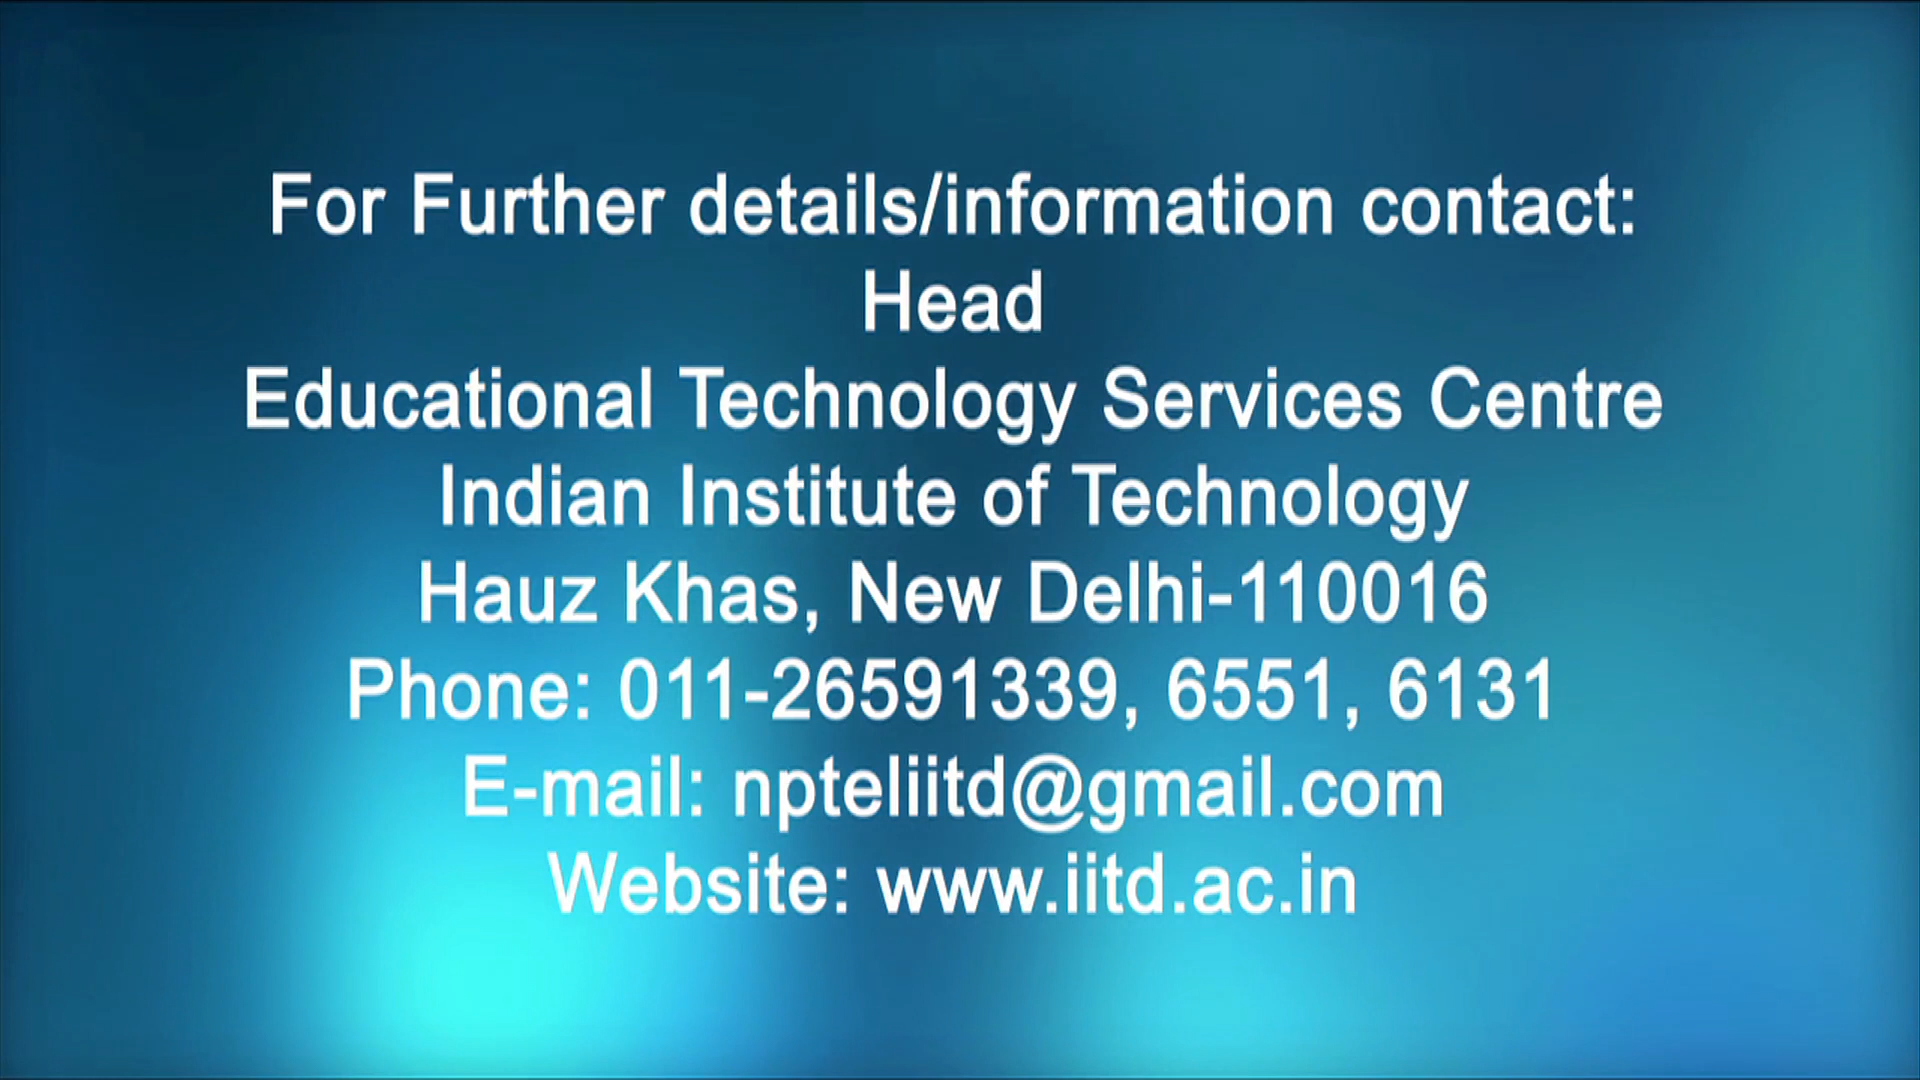 For Further details/information contact:
Head
Educational Technology Services Centre
Indian Institute of Technology
Hauz Khas, New Delhi-110016
Phone: 011-26591339, 6551, 6131
E-mail: npteliitd@gmail.com
Website: www.iitd.ac.in